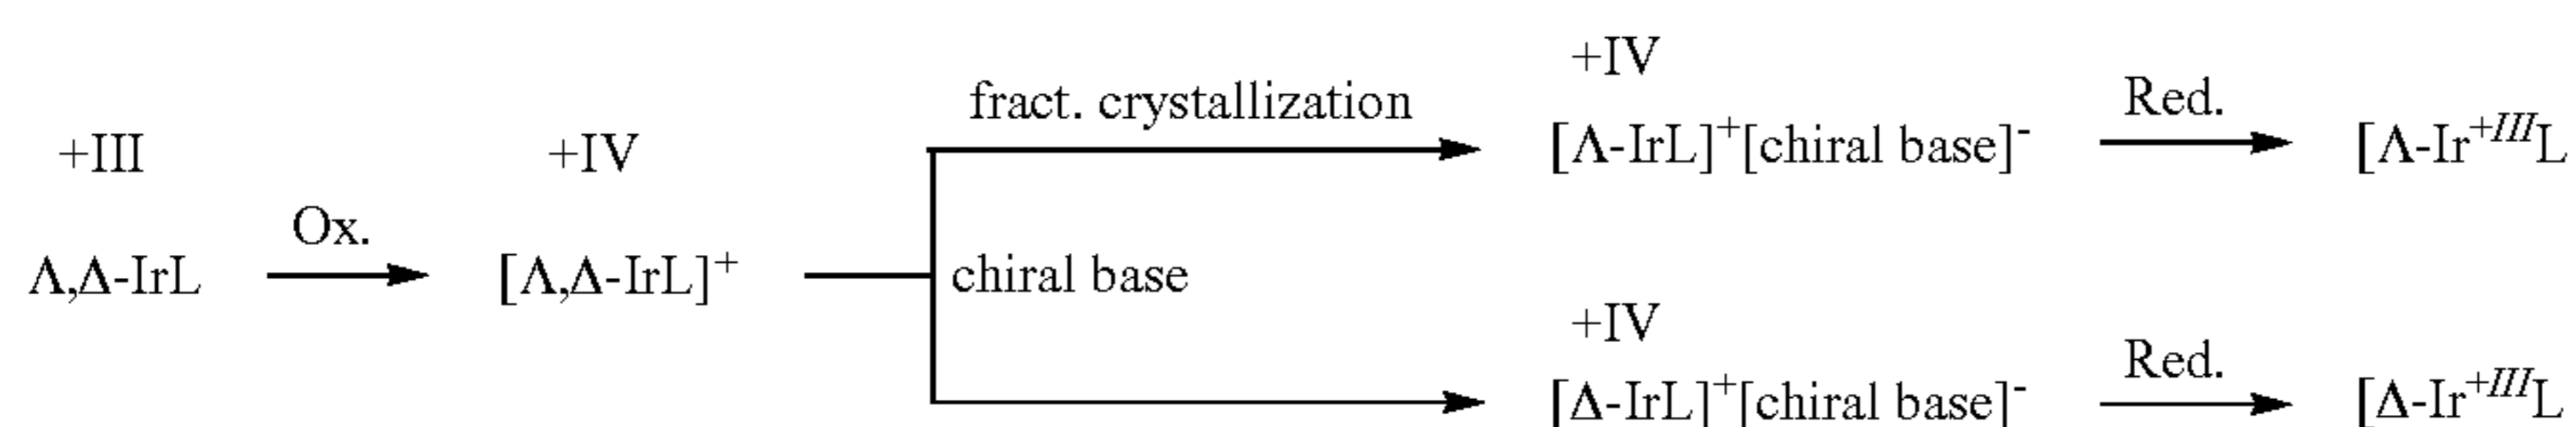 +IV
fract. crystallization
Red.
+III
+IV
[Λ-IrL]⁺[chiral base]⁻
[Λ-Ir⁺ᴵᴵᴵL
Ox.
Λ,Δ-IrL
[Λ,Δ-IrL]⁺
chiral base
+IV
Red.
[Δ-IrL]⁺[chiral base]⁻
[Δ-Ir⁺ᴵᴵᴵL